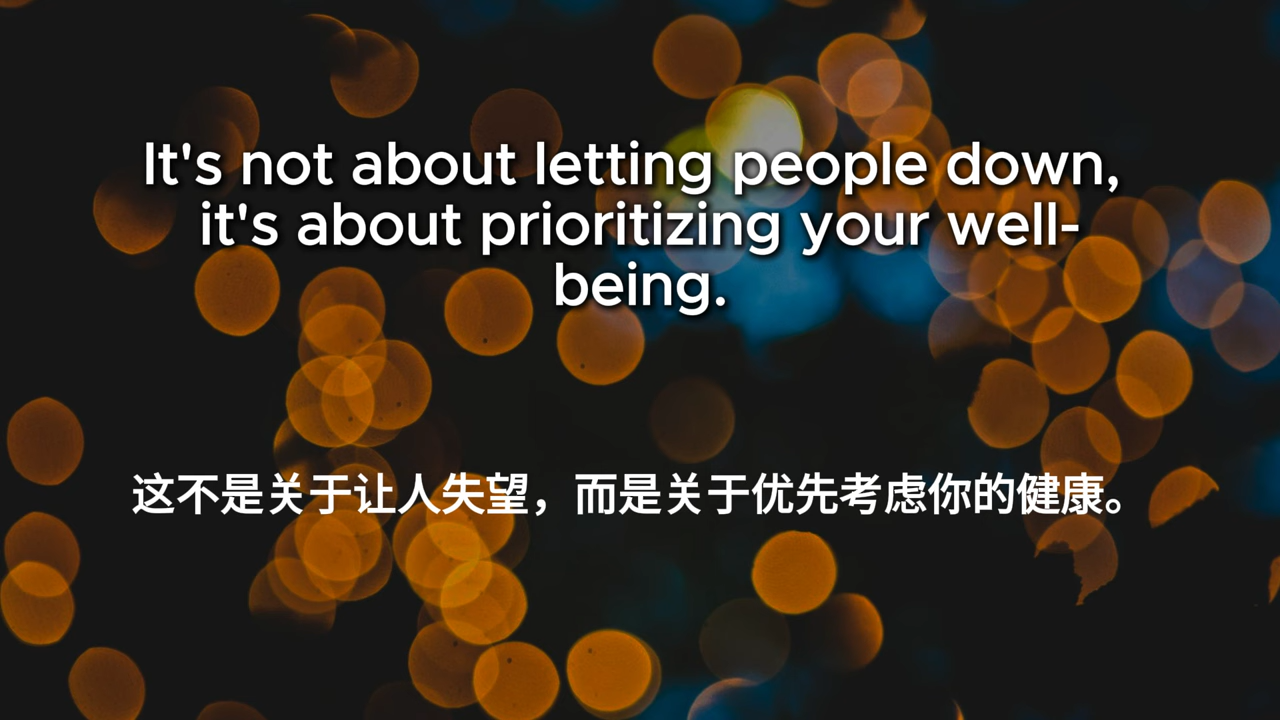 It's not about letting people down,
it's about prioritizing your well-
being.
这不是关于让人失望，而是关于优先考虑你的健康。